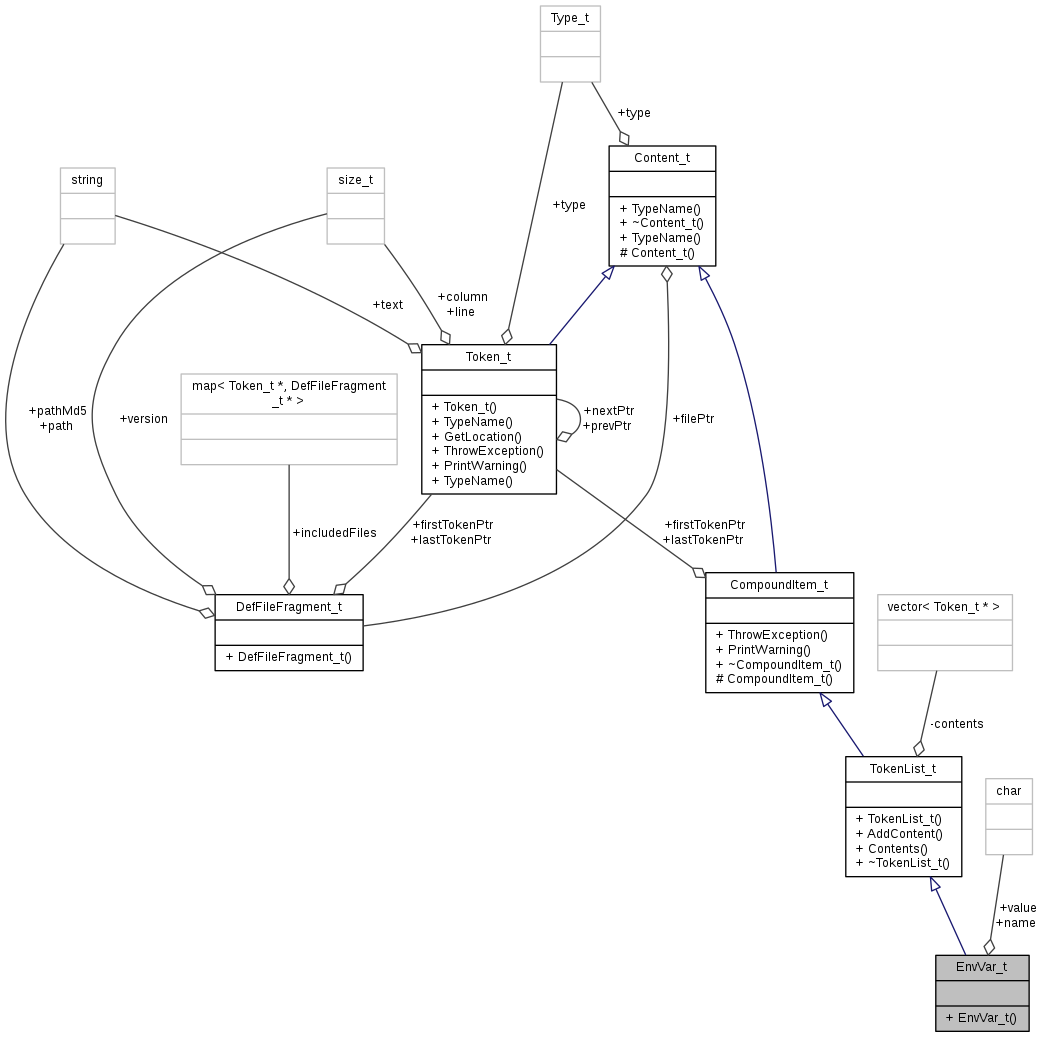 Type_t
+type
Content_t
+ TypeName()
+ ~Content_t()
+ TypeName()
# Content_t()
string
size_t
+type
+column
+line
+text
Token_t
+ Token_t()
+ TypeName()
+ GetLocation()
+ ThrowException()
+ PrintWarning()
+ TypeName()
map< Token_t *, DefFileFragment
_t * >
+pathMd5
+path
+version
+nextPtr
+prevPtr
+filePtr
+includedFiles
+firstTokenPtr
+lastTokenPtr
+firstTokenPtr
+lastTokenPtr
DefFileFragment_t
+ DefFileFragment_t()
CompoundItem_t
+ ThrowException()
+ PrintWarning()
+ ~CompoundItem_t()
# CompoundItem_t()
vector< Token_t * >
-contents
TokenList_t
+ TokenList_t()
+ AddContent()
+ Contents()
+ ~TokenList_t()
char
+value
+name
EnvVar_t
+ EnvVar_t()